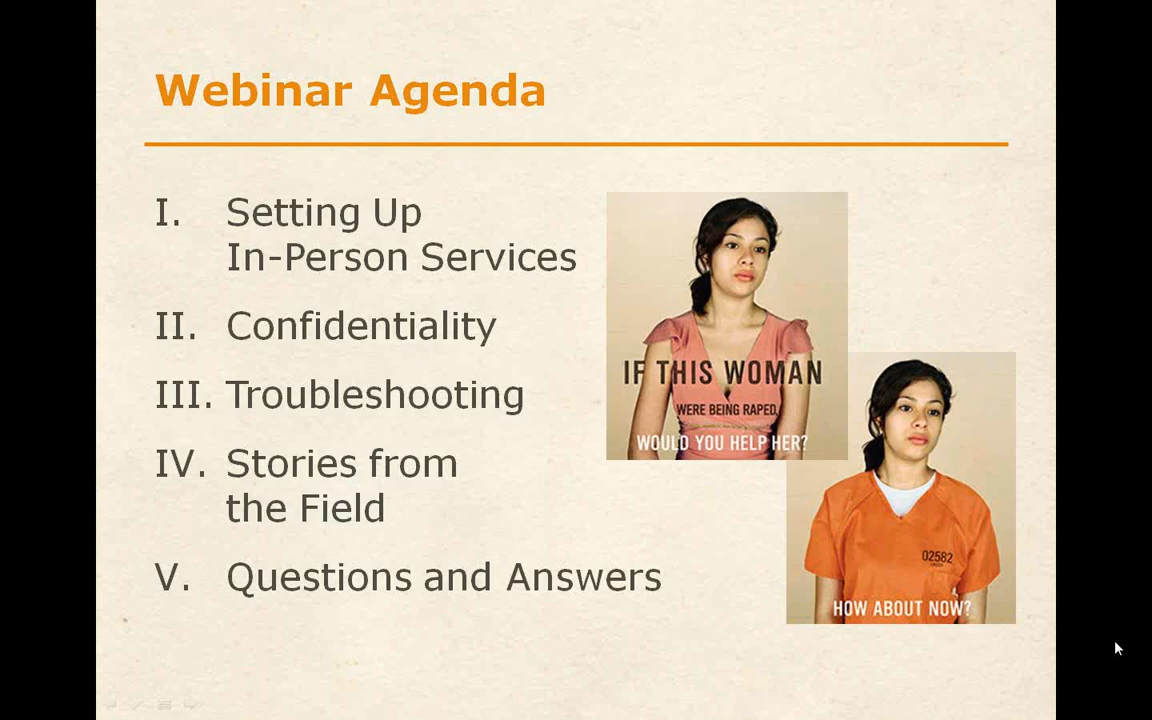 Webinar Agenda
I. Setting Up
In-Person Services
II. Confidentiality
III. Troubleshooting
IV. Stories from
the Field
V. Questions and Answers
IF THIS WOMAN
WERE BEING RAPED,
WOULD YOU HELP HER?
02582
HOW ABOUT NOW?